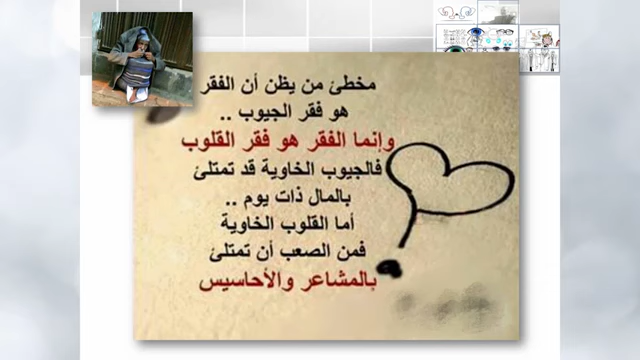 مخطئ من يظن أن الفقر
هو فقر الجيوب ..
وإنما الفقر هو فقر القلوب
فالجيوب الخاوية قد تمتلئ
بالمال ذات يوم ..
أما القلوب الخاوية
فمن الصعب أن تمتلئ
بالمشاعر والأحاسيس